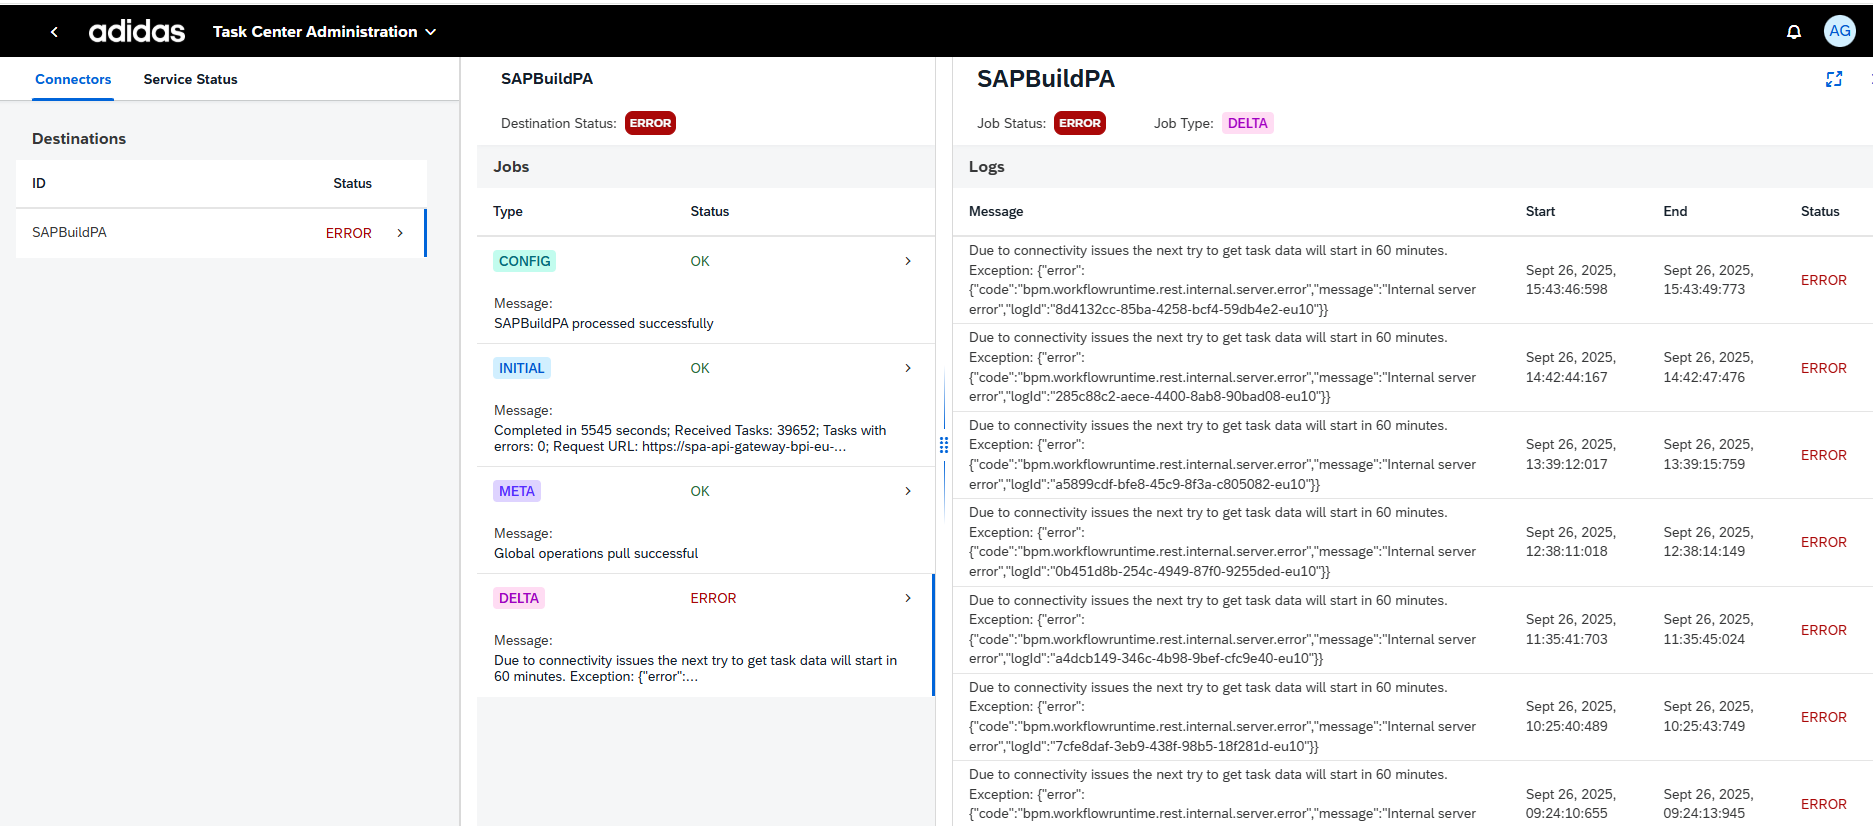 adidas Task Center Administration AG
Connectors Service Status
Destinations
ID Status
SAPBuildPA ERROR
SAPBuildPA
Destination Status: ERROR
Jobs
Type Status
CONFIG OK
Message:
SAPBuildPA processed successfully
INITIAL OK
Message:
Completed in 5545 seconds; Received Tasks: 39652; Tasks with
errors: 0; Request URL: https://spa-api-gateway-bpi-eu-...
META OK
Message:
Global operations pull successful
DELTA ERROR
Message:
Due to connectivity issues the next try to get task data will start in
60 minutes. Exception: {"error":...
SAPBuildPA
Job Status: ERROR Job Type: DELTA
Logs
Message Start End Status
Due to connectivity issues the next try to get task data will start in 60 minutes.
Exception: {"error":
{"code":"bpm.workflowruntime.rest.internal.server.error","message":"Internal server
error","logId":"8d4132cc-85ba-4258-bcf4-59db4e2-eu10"}}
Sept 26, 2025,
15:43:46:598
Sept 26, 2025,
15:43:49:773
ERROR
Due to connectivity issues the next try to get task data will start in 60 minutes.
Exception: {"error":
{"code":"bpm.workflowruntime.rest.internal.server.error","message":"Internal server
error","logId":"285c88c2-aece-4400-8ab8-90bad08-eu10"}}
Sept 26, 2025,
14:42:44:167
Sept 26, 2025,
14:42:47:476
ERROR
Due to connectivity issues the next try to get task data will start in 60 minutes.
Exception: {"error":
{"code":"bpm.workflowruntime.rest.internal.server.error","message":"Internal server
error","logId":"a5899cdf-bfe8-45c9-8f3a-c805082-eu10"}}
Sept 26, 2025,
13:39:12:017
Sept 26, 2025,
13:39:15:759
ERROR
Due to connectivity issues the next try to get task data will start in 60 minutes.
Exception: {"error":
{"code":"bpm.workflowruntime.rest.internal.server.error","message":"Internal server
error","logId":"0b451d8b-254c-4949-87f0-9255ded-eu10"}}
Sept 26, 2025,
12:38:11:018
Sept 26, 2025,
12:38:14:149
ERROR
Due to connectivity issues the next try to get task data will start in 60 minutes.
Exception: {"error":
{"code":"bpm.workflowruntime.rest.internal.server.error","message":"Internal server
error","logId":"a4dcb149-346c-4b98-9bef-cfc9e40-eu10"}}
Sept 26, 2025,
11:35:41:703
Sept 26, 2025,
11:35:45:024
ERROR
Due to connectivity issues the next try to get task data will start in 60 minutes.
Exception: {"error":
{"code":"bpm.workflowruntime.rest.internal.server.error","message":"Internal server
error","logId":"7cfe8daf-3eb9-438f-98b5-18f281d-eu10"}}
Sept 26, 2025,
10:25:40:489
Sept 26, 2025,
10:25:43:749
ERROR
Due to connectivity issues the next try to get task data will start in 60 minutes.
Exception: {"error":
{"code":"bpm.workflowruntime.rest.internal.server.error","message":"Internal server
Sept 26, 2025,
09:24:10:655
Sept 26, 2025,
09:24:13:945
ERROR